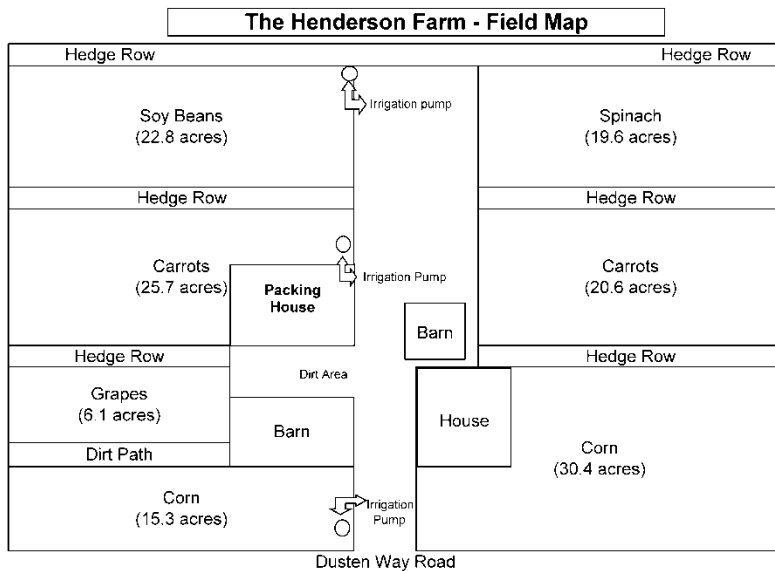 The Henderson Farm - Field Map
Hedge Row
Hedge Row
Soy Beans
(22.8 acres)
Irrigation pump
Spinach
(19.6 acres)
Hedge Row
Hedge Row
Carrots
(25.7 acres)
Irrigation Pump
Carrots
(20.6 acres)
Packing
House
Barn
Hedge Row
Hedge Row
Dirt Area
Grapes
(6.1 acres)
Barn
House
Dirt Path
Corn
(30.4 acres)
Corn
(15.3 acres)
Irrigation
Pump
Dusten Way Road